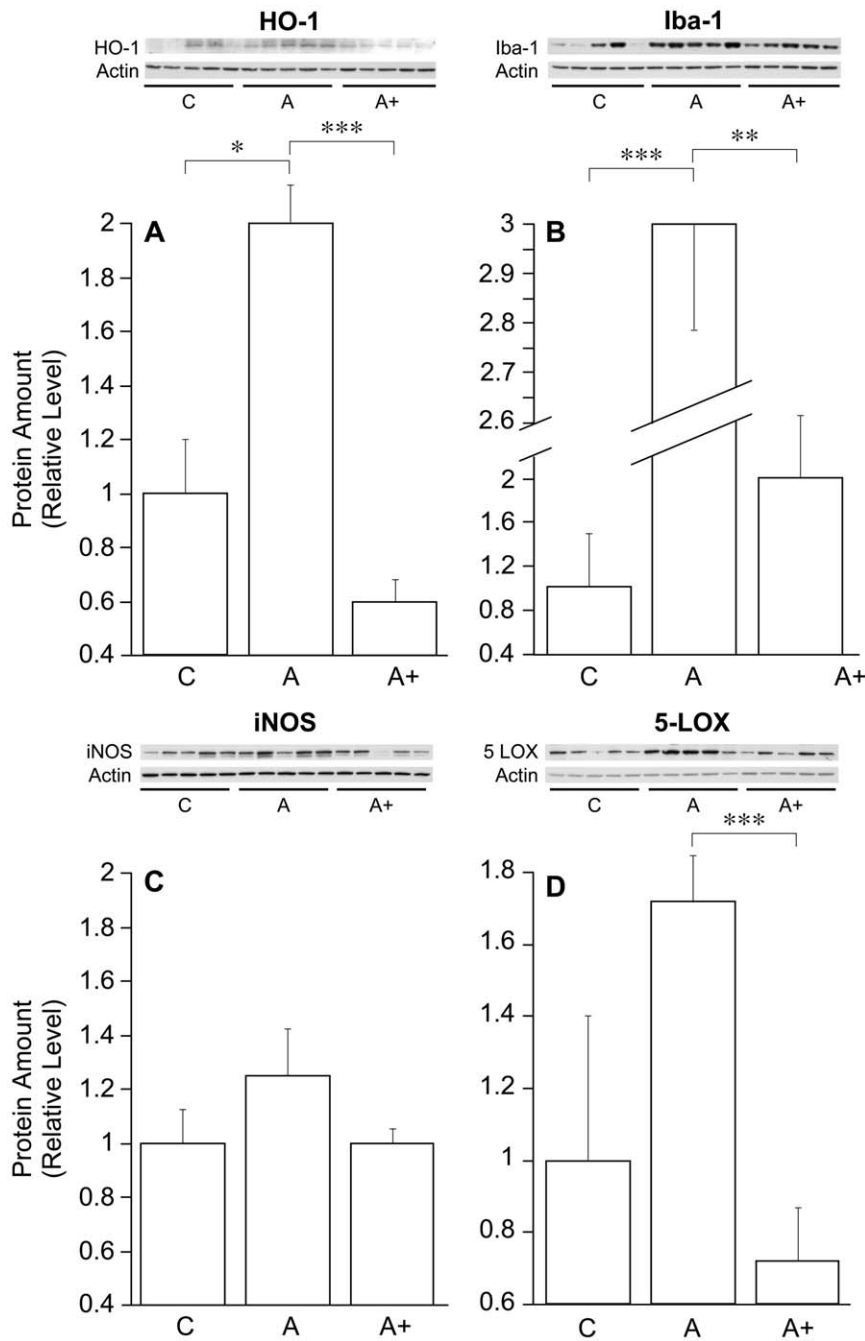 HO-1
HO-1
Actin
C A A+
* ***
A
2
1.8
1.6
1.4
1.2
1
0.8
0.6
0.4
Protein Amount
(Relative Level)
C A A+
Iba-1
Iba-1
Actin
C A A+
*** **
B
3
2.9
2.8
2.7
2.6
2
1.6
1.2
0.8
0.4
C A A+
iNOS
iNOS
Actin
C A A+
C
2
1.8
1.6
1.4
1.2
1
0.8
0.6
0.4
Protein Amount
(Relative Level)
C A A+
5-LOX
5 LOX
Actin
C A A+
***
D
1.8
1.6
1.4
1.2
1
0.8
0.6
C A A+